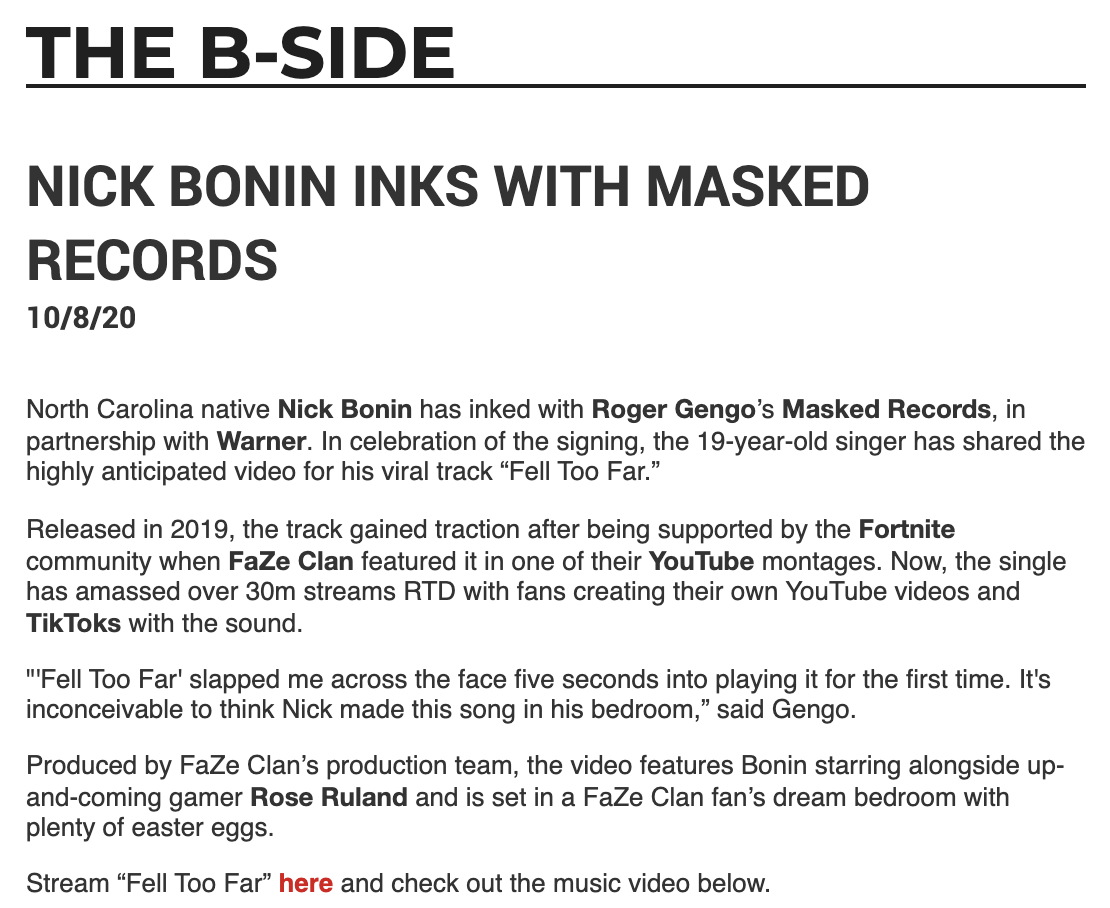 THE B-SIDE
NICK BONIN INKS WITH MASKED
RECORDS
10/8/20
North Carolina native Nick Bonin has inked with Roger Gengo’s Masked Records, in
partnership with Warner. In celebration of the signing, the 19-year-old singer has shared the
highly anticipated video for his viral track “Fell Too Far.”
Released in 2019, the track gained traction after being supported by the Fortnite
community when FaZe Clan featured it in one of their YouTube montages. Now, the single
has amassed over 30m streams RTD with fans creating their own YouTube videos and
TikToks with the sound.
"'Fell Too Far' slapped me across the face five seconds into playing it for the first time. It's
inconceivable to think Nick made this song in his bedroom,” said Gengo.
Produced by FaZe Clan’s production team, the video features Bonin starring alongside up-
and-coming gamer Rose Ruland and is set in a FaZe Clan fan’s dream bedroom with
plenty of easter eggs.
Stream “Fell Too Far” here and check out the music video below.